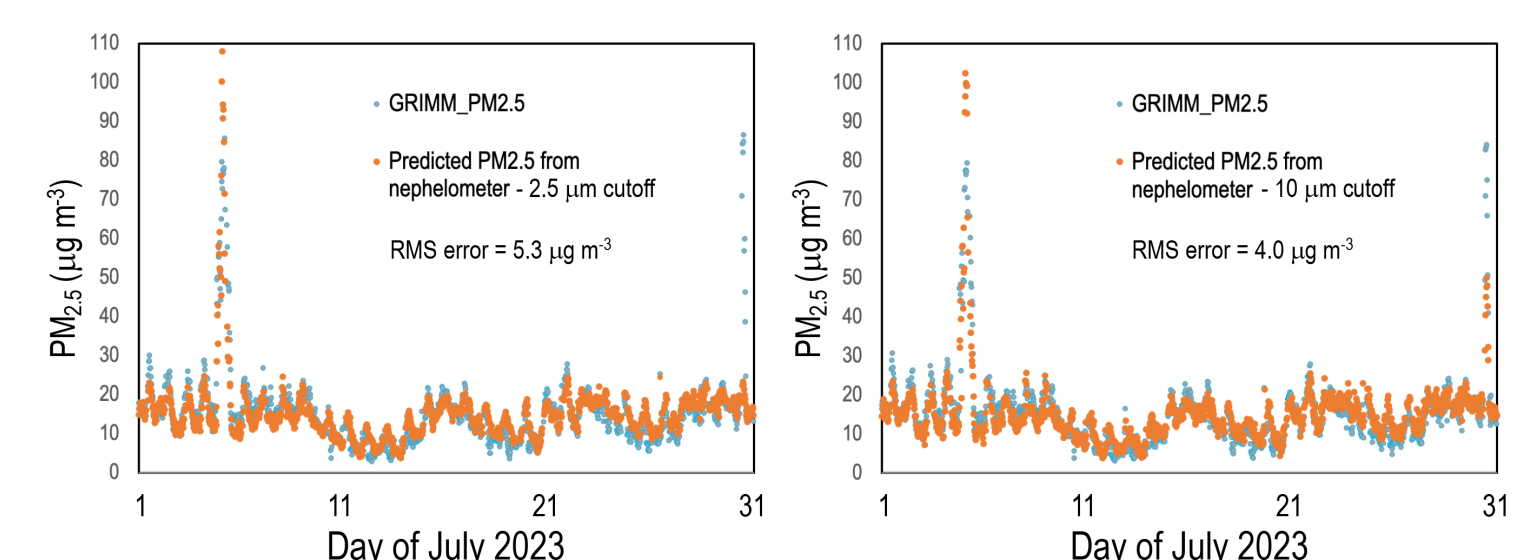 110
100
90
80
70
60
50
40
30
20
10
0
PM2.5 (μg m-3)
GRIMM_PM2.5
Predicted PM2.5 from
nephelometer - 2.5 μm cutoff
RMS error = 5.3 μg m-3
1 11 21 31
Day of July 2023
110
100
90
80
70
60
50
40
30
20
10
0
PM2.5 (μg m-3)
GRIMM_PM2.5
Predicted PM2.5 from
nephelometer - 10 μm cutoff
RMS error = 4.0 μg m-3
1 11 21 31
Day of July 2023